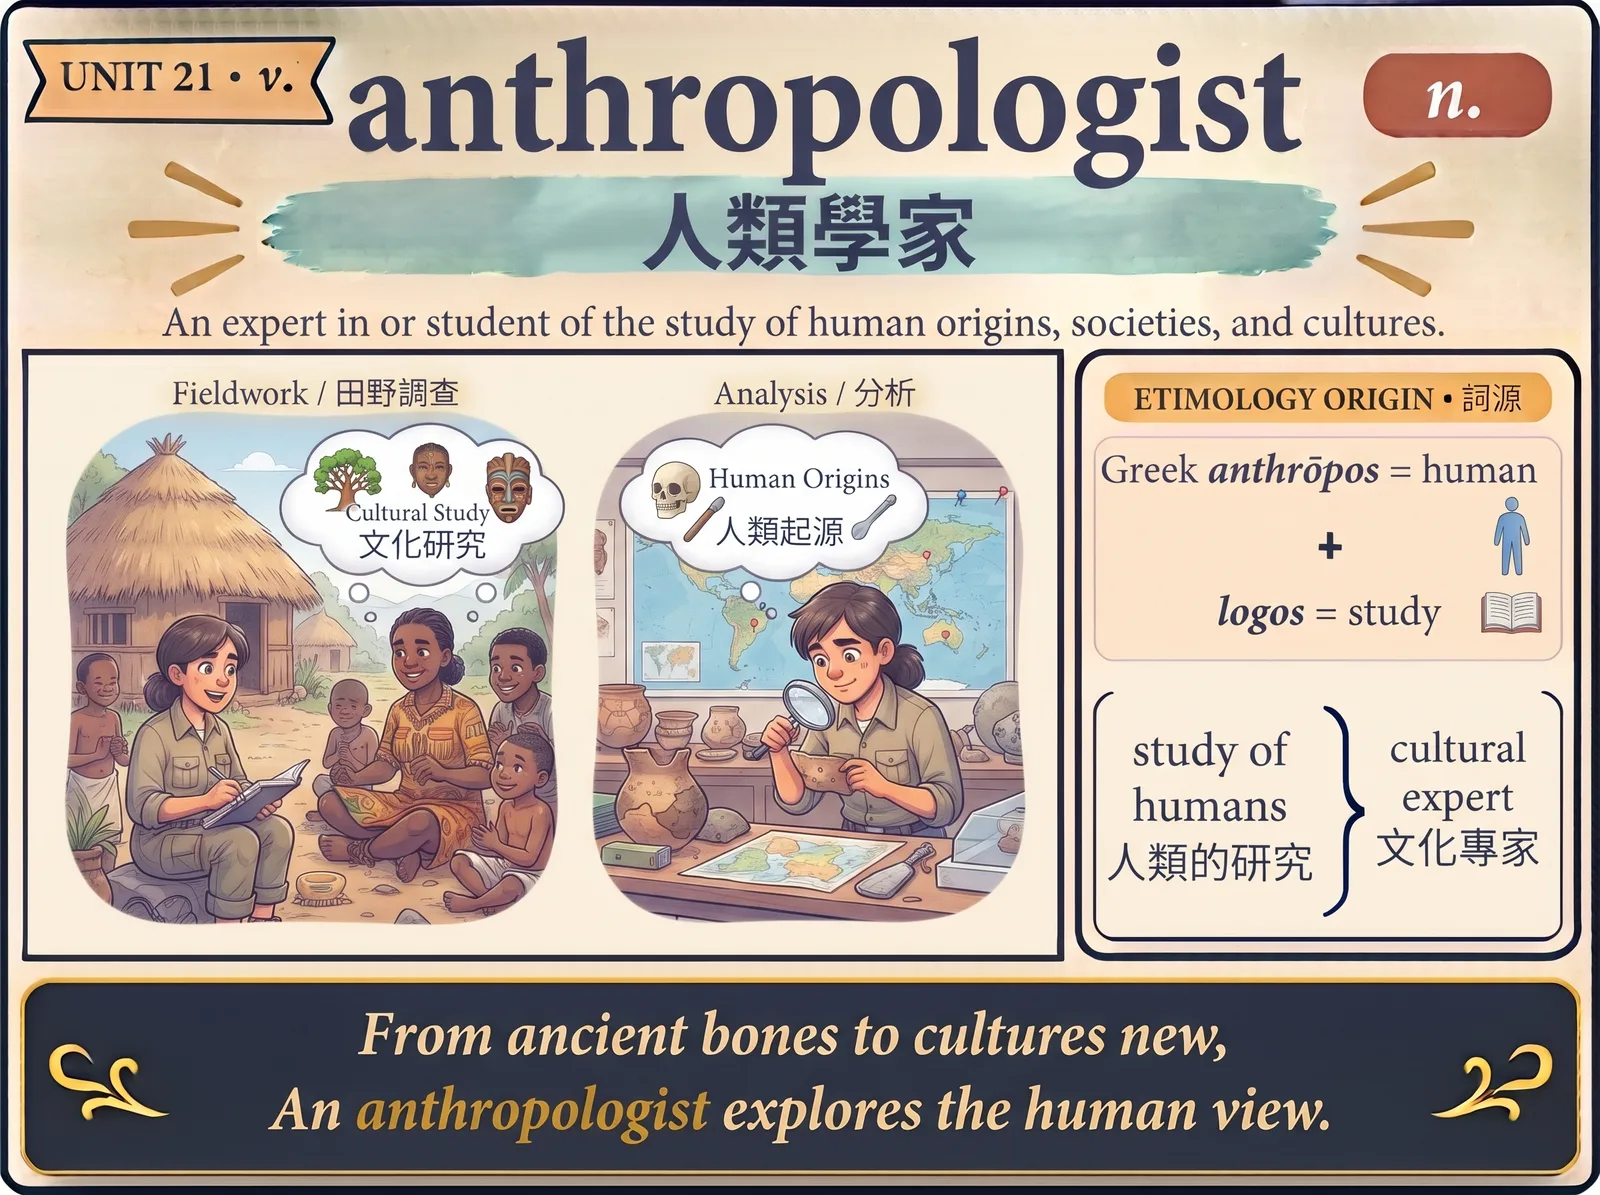 UNIT 21 • v.
anthropologist
n.
人類學家
An expert in or student of the study of human origins, societies, and cultures.
Fieldwork / 田野調查
Cultural Study
文化研究
Analysis / 分析
Human Origins
人類起源
ETIMOLOGY ORIGIN • 詞源
Greek anthrōpos = human
+
logos = study
study of
humans
人類的研究
cultural
expert
文化專家
From ancient bones to cultures new,
An anthropologist explores the human view.